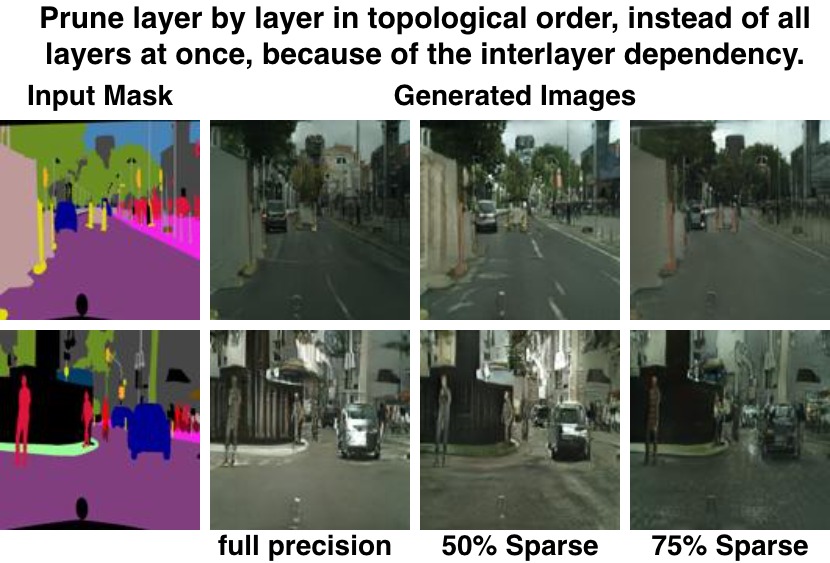 Prune layer by layer in topological order, instead of all
layers at once, because of the interlayer dependency.
Input Mask
Generated Images
full precision
50% Sparse
75% Sparse